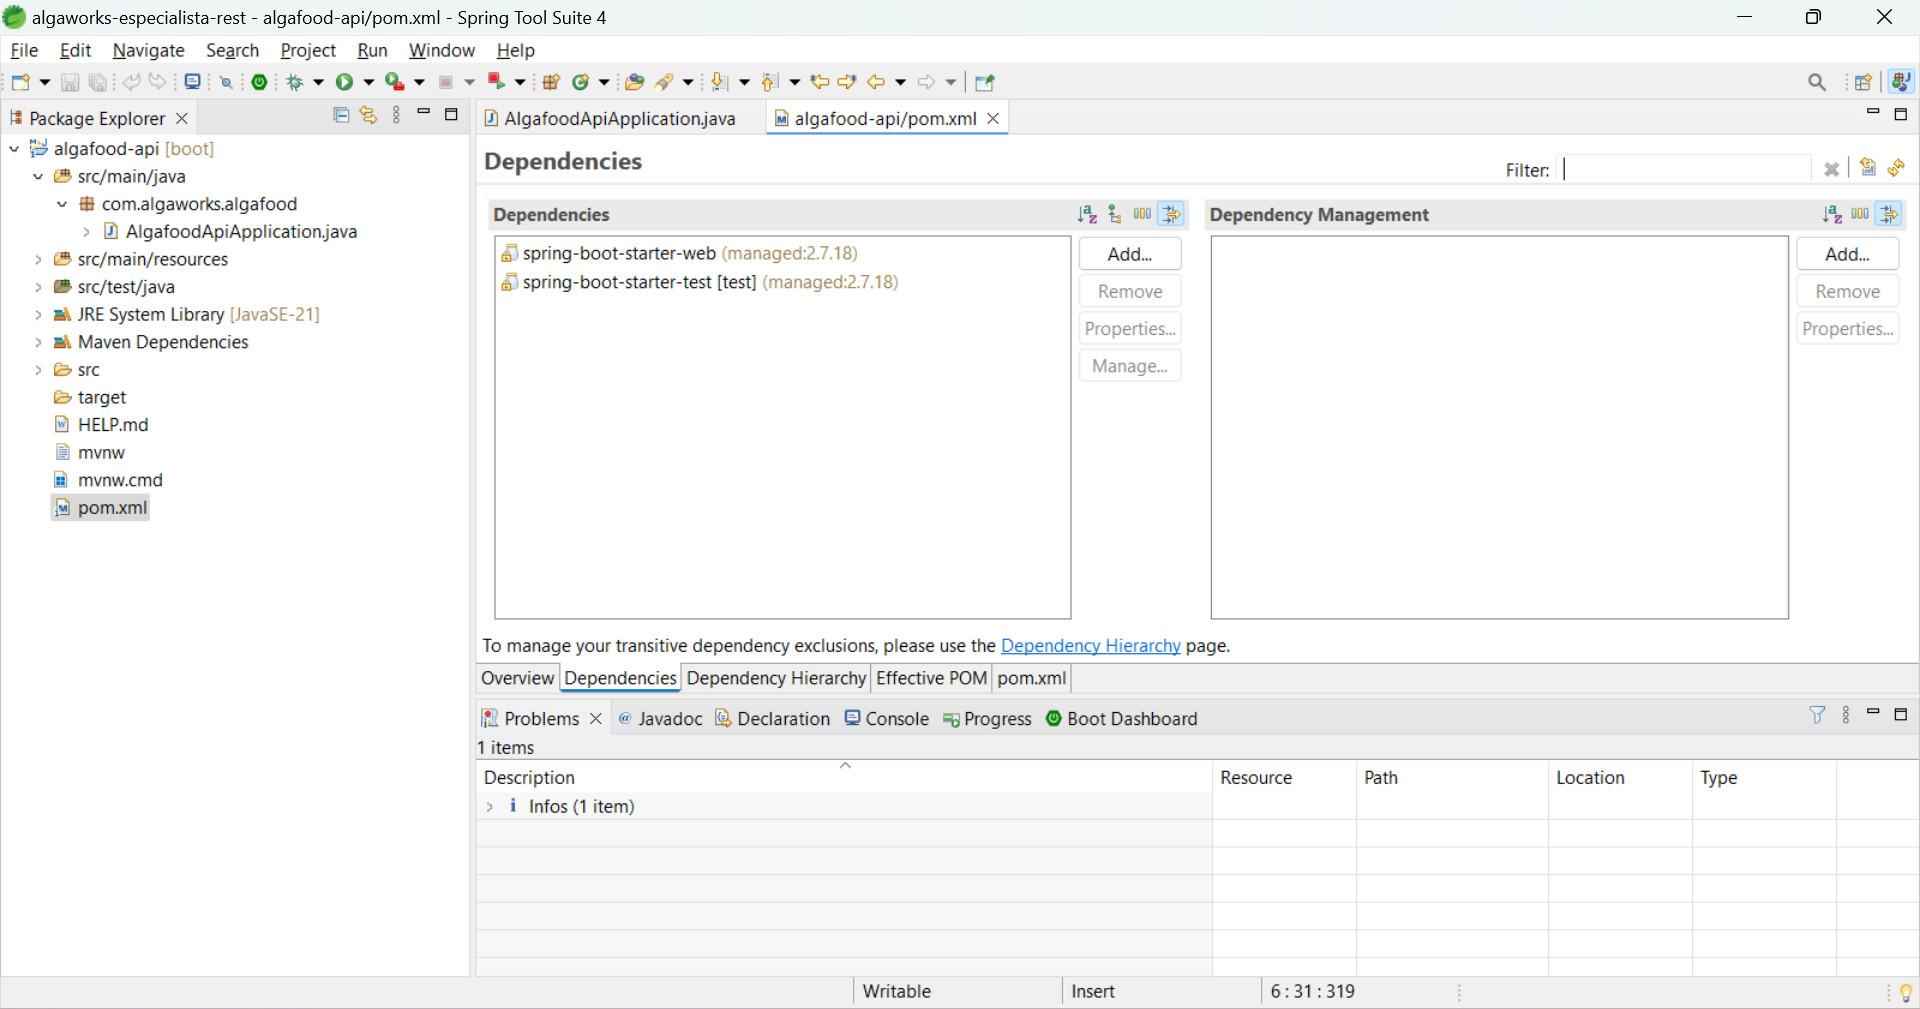 algaworks-especialista-rest - algafood-api/pom.xml - Spring Tool Suite 4
File Edit Navigate Search Project Run Window Help
Package Explorer
algafood-api [boot]
src/main/java
com.algaworks.algafood
AlgafoodApiApplication.java
src/main/resources
src/test/java
JRE System Library [JavaSE-21]
Maven Dependencies
src
target
HELP.md
mvnw
mvnw.cmd
pom.xml
AlgafoodApiApplication.java
algafood-api/pom.xml
Dependencies
Filter:
Dependencies
spring-boot-starter-web (managed:2.7.18)
spring-boot-starter-test [test] (managed:2.7.18)
Add...
Remove
Properties...
Manage...
Dependency Management
Add...
Remove
Properties...
To manage your transitive dependency exclusions, please use the Dependency Hierarchy page.
Overview Dependencies Dependency Hierarchy Effective POM pom.xml
Problems @ Javadoc Declaration Console Progress Boot Dashboard
1 items
Description Resource Path Location Type
i Infos (1 item)
Writable Insert 6 : 31 : 319